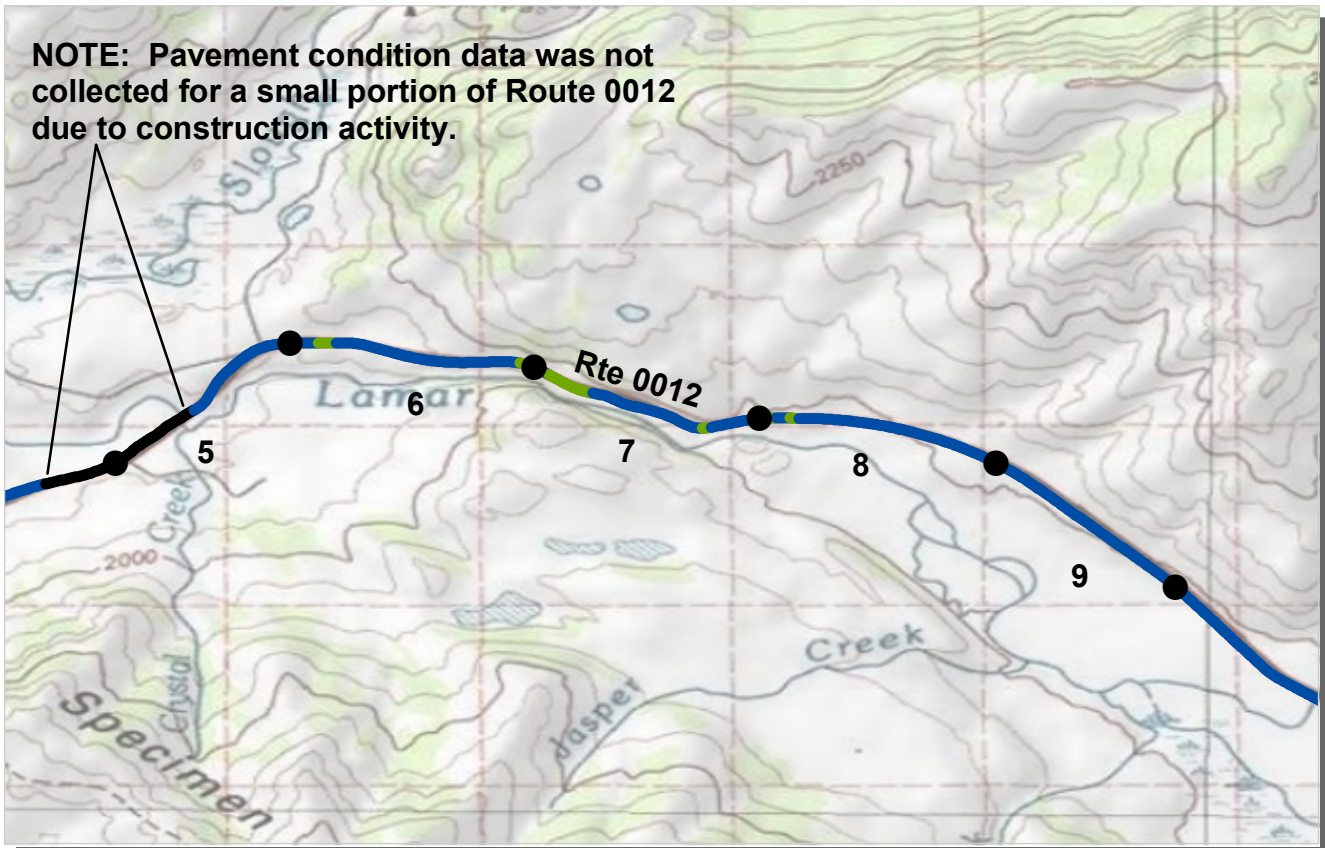 NOTE: Pavement condition data was not
collected for a small portion of Route 0012
due to construction activity.
2250
Rte 0012
Lamar
6
5
7
8
Creek
2000
9
Creek
Crystal
Jasper
Specimen